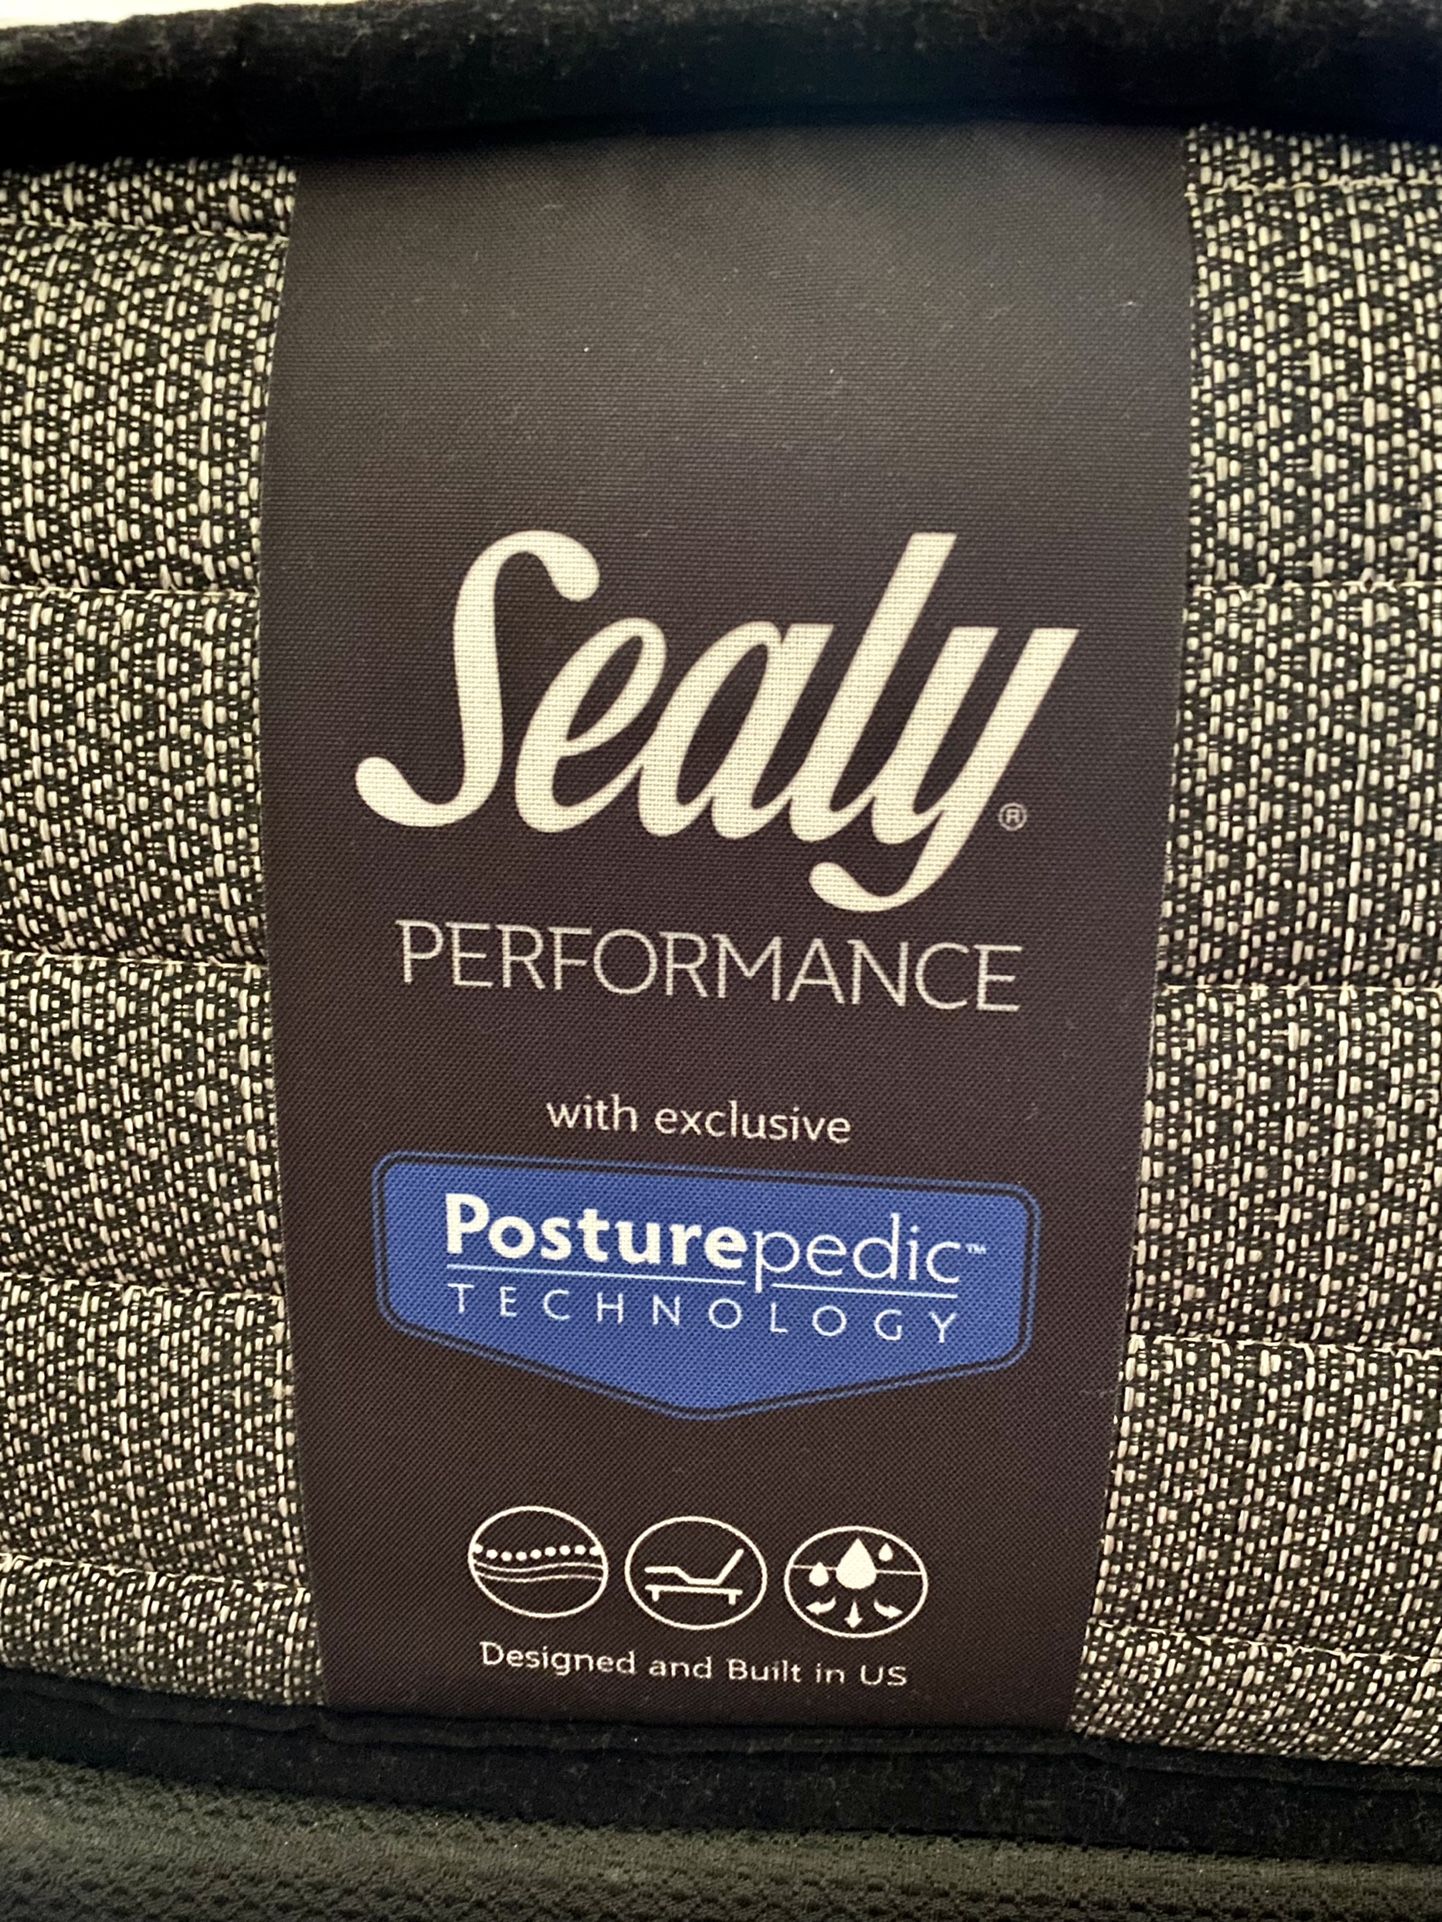 Sealy®
PERFORMANCE
with exclusive
Posturepedic™
TECHNOLOGY
Designed and Built in US